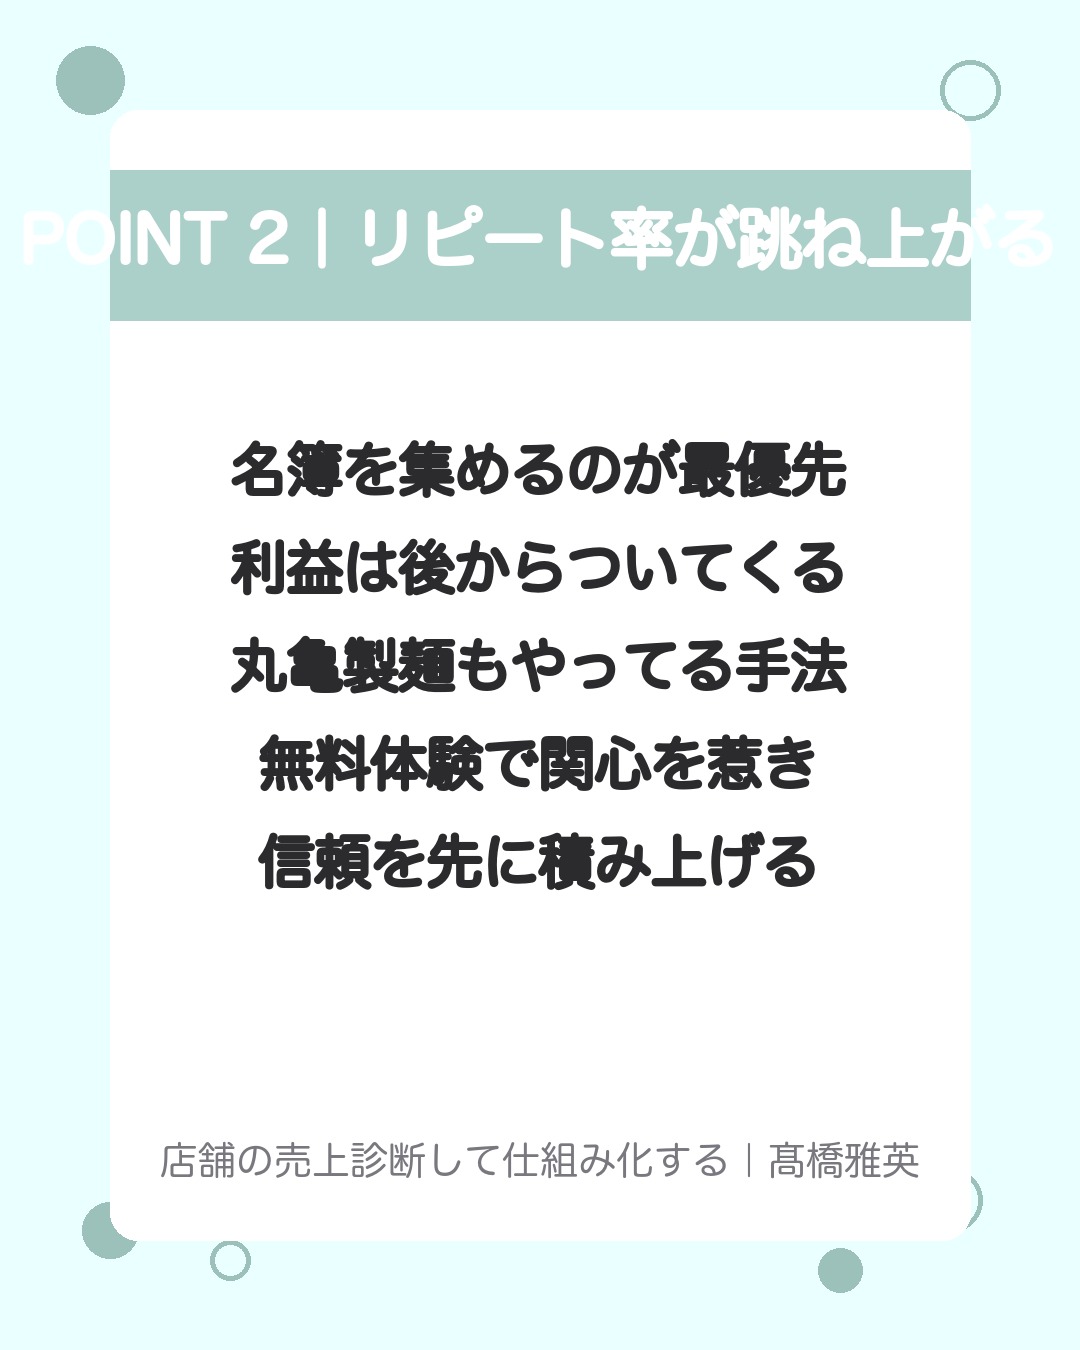 POINT 2｜リピート率が跳ね上がる
名簿を集めるのが最優先
利益は後からついてくる
丸亀製麺もやってる手法
無料体験で関心を惹き
信頼を先に積み上げる
店舗の売上診断して仕組み化する｜髙橋雅英